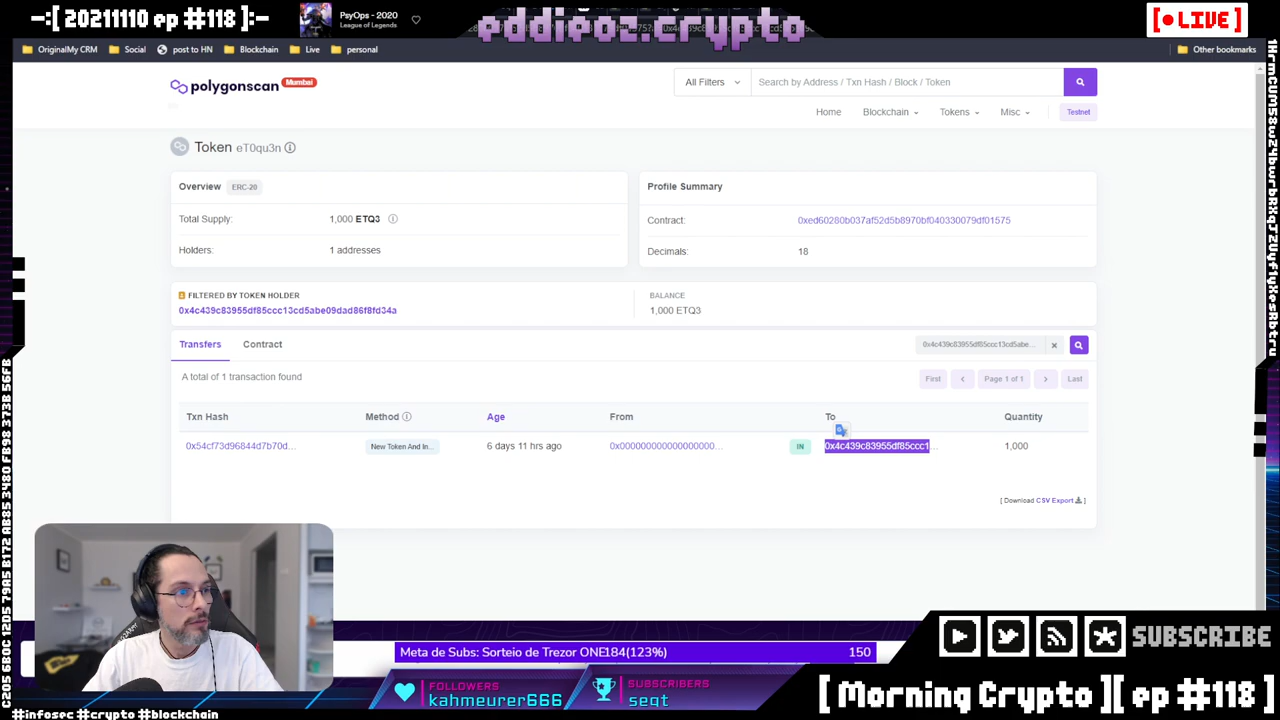 -:[ 20211110 ep #118 ]:-
PsyOps - 2020
League of Legends
eddieoz.crypto
[●LIVE]
OriginalMy CRM
Social
post to HN
Blockchain
Live
personal
Other bookmarks
polygonscan Mumbai
All Filters
Search by Address / Txn Hash / Block / Token
Home
Blockchain
Tokens
Misc
Testnet
Token eT0qu3n
Overview ERC-20
Total Supply: 1,000 ETQ3
Holders: 1 addresses
Profile Summary
Contract: 0xed60280b037af52d5b8970bf040330079df01575
Decimals: 18
FILTERED BY TOKEN HOLDER
0x4c439c83955df85ccc13cd5abe09dad86f8fd34a
BALANCE
1,000 ETQ3
Transfers
Contract
0x4c439c83955df85ccc13cd5abe...
A total of 1 transaction found
First
Page 1 of 1
Last
Txn Hash Method Age From To Quantity
0x54cf73d96844d7b70d... New Token And In... 6 days 11 hrs ago 0x000000000000000000... IN 0x4c439c83955df85ccc1... 1,000
[ Download CSV Export ]
Meta de Subs: Sorteio de Trezor ONE184(123%) 150
FOLLOWERS
kahmeurer666
SUBSCRIBERS
seqt
SUBSCRIBE
[ Morning Crypto ][ ep #118 ]
#infosec #crypto #blockchain